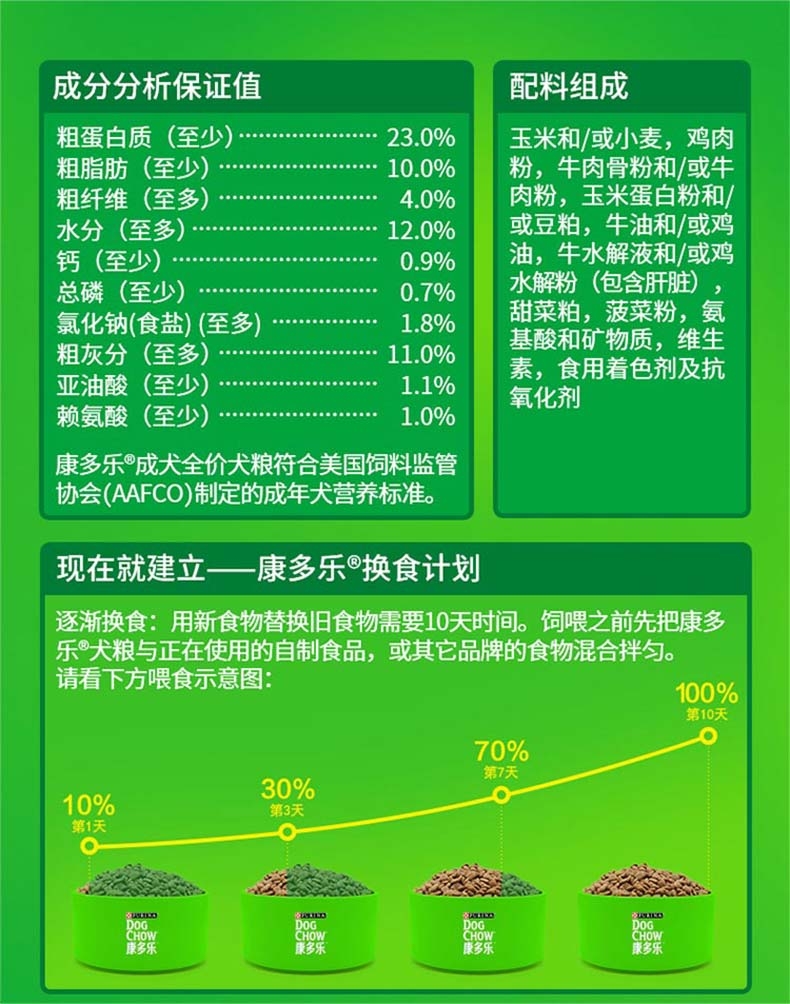 成分分析保证值
粗蛋白质（至少）····················· 23.0%
粗脂肪（至少）························ 10.0%
粗纤维（至多）························ 4.0%
水分（至多）···························· 12.0%
钙（至少）······························· 0.9%
总磷（至少）··························· 0.7%
氯化钠(食盐) (至多) ················ 1.8%
粗灰分（至多）························ 11.0%
亚油酸（至少）························ 1.1%
赖氨酸（至少）························ 1.0%
康多乐®成犬全价犬粮符合美国饲料监管
协会(AAFCO)制定的成年犬营养标准。
配料组成
玉米和/或小麦，鸡肉
粉，牛肉骨粉和/或牛
肉粉，玉米蛋白粉和/
或豆粕，牛油和/或鸡
油，牛水解液和/或鸡
水解粉（包含肝脏），
甜菜粕，菠菜粉，氨
基酸和矿物质，维生
素，食用着色剂及抗
氧化剂
现在就建立——康多乐®换食计划
逐渐换食：用新食物替换旧食物需要10天时间。饲喂之前先把康多
乐®犬粮与正在使用的自制食品，或其它品牌的食物混合拌匀。
请看下方喂食示意图：
10%
第1天
30%
第3天
70%
第7天
100%
第10天
PURINA
DOG
CHOW
康多乐
PURINA
DOG
CHOW
康多乐
PURINA
DOG
CHOW
康多乐
PURINA
DOG
CHOW
康多乐